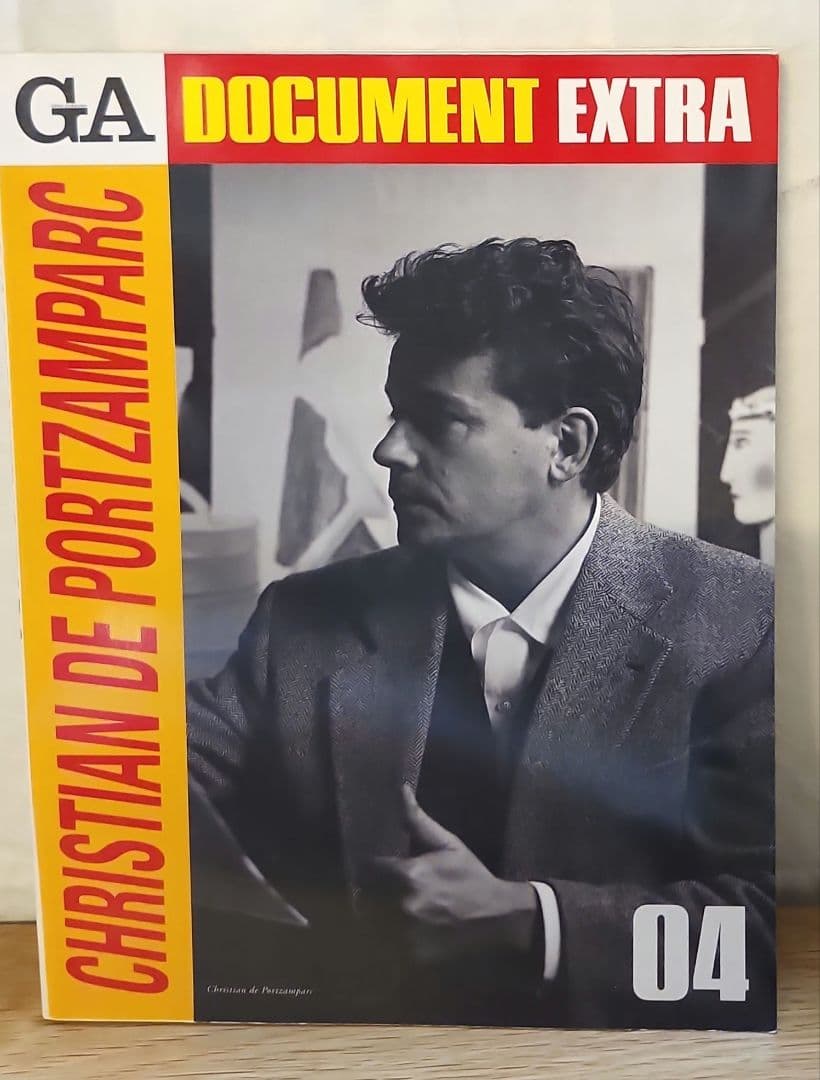 GA DOCUMENT EXTRA
CHRISTIAN DE PORTZAMPARC
Christian de Portzamparc
04